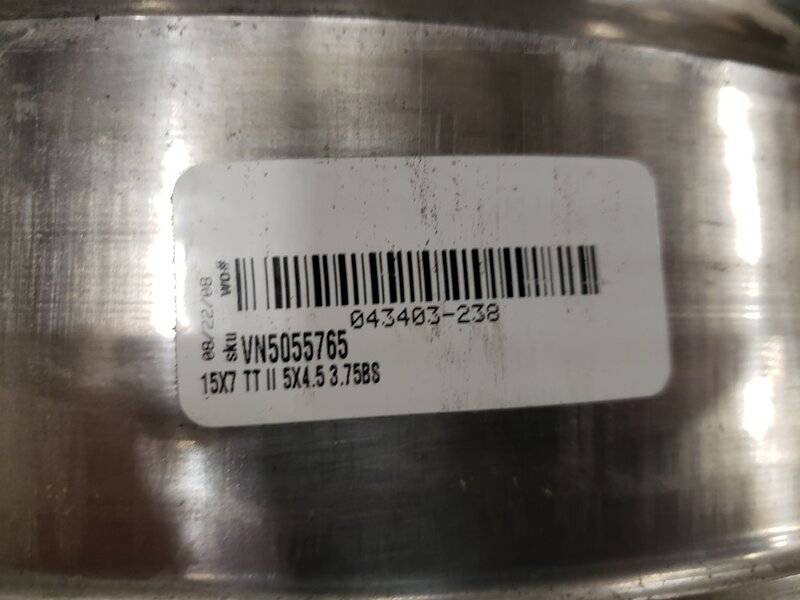 08/22/08
WO#
043403-238
sku VN5055765
15X7 TT II 5X4.5 3.75BS